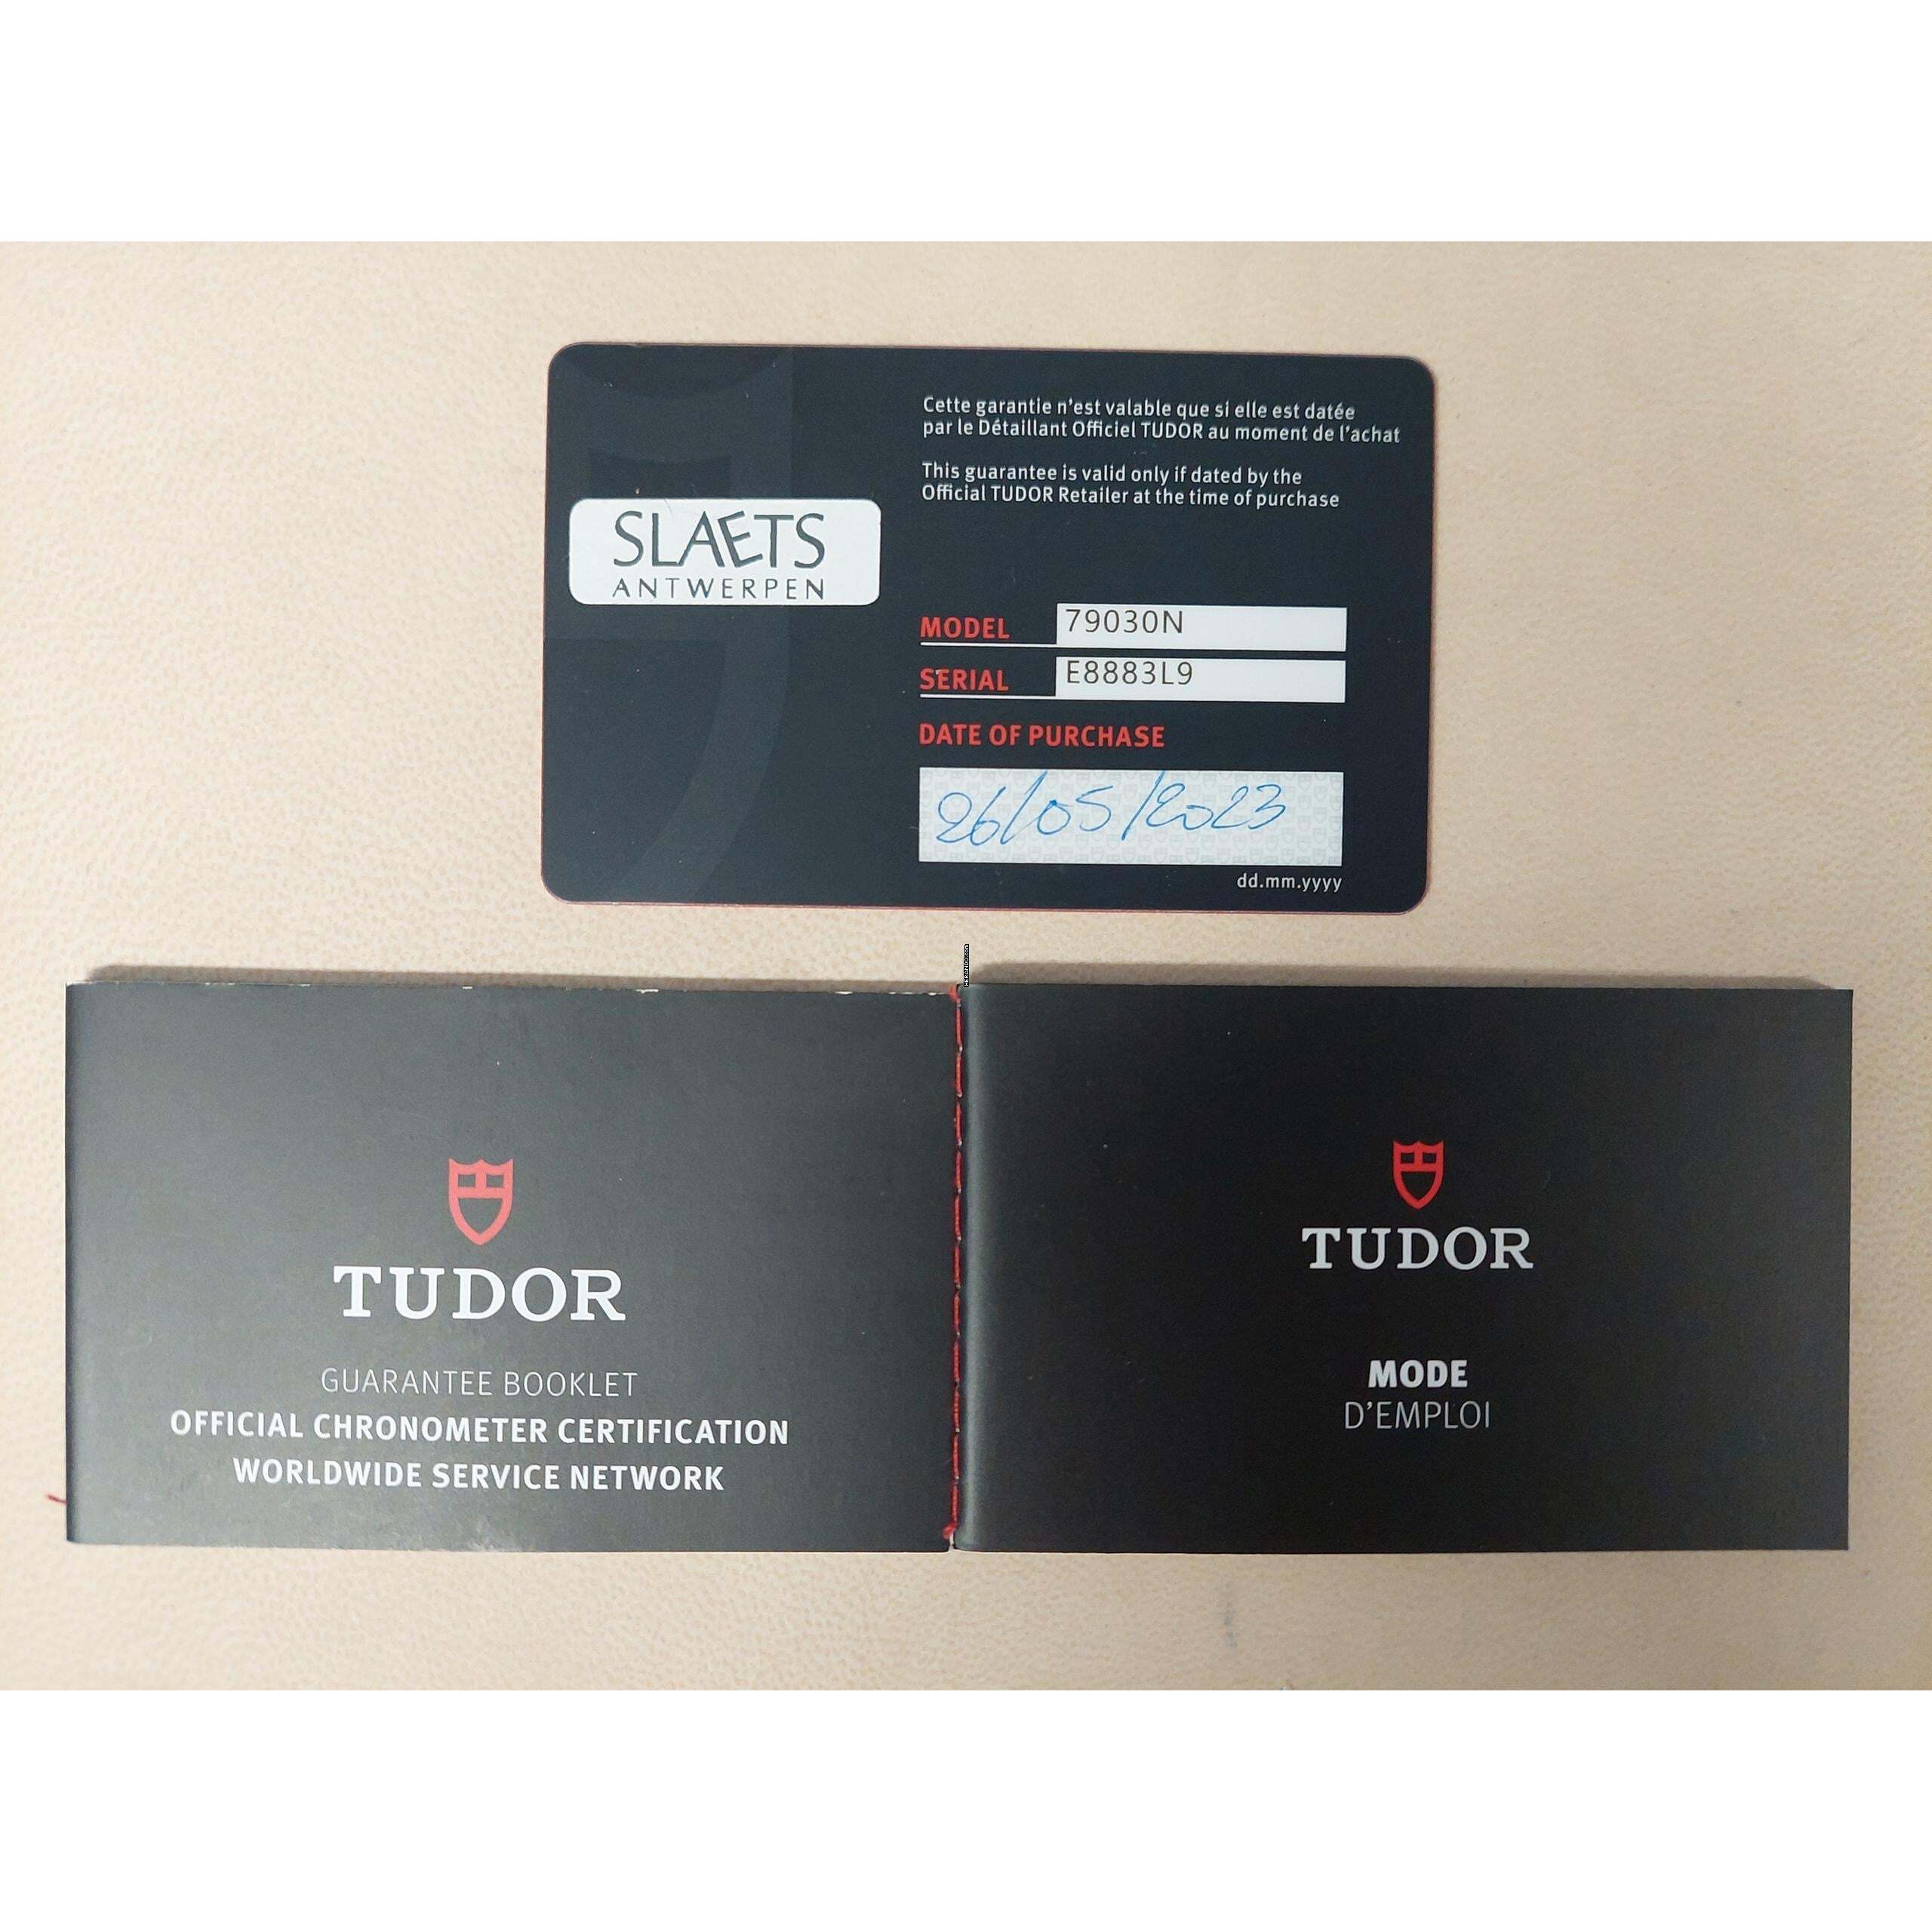 Cette garantie n'est valable que si elle est datée
par le Détaillant Officiel TUDOR au moment de l'achat
This guarantee is valid only if dated by the
Official TUDOR Retailer at the time of purchase
SLAETS
ANTWERPEN
MODEL 79030N
SERIAL E8883L9
DATE OF PURCHASE
26/05/2023
dd.mm.yyyy
TUDOR
GUARANTEE BOOKLET
OFFICIAL CHRONOMETER CERTIFICATION
WORLDWIDE SERVICE NETWORK
TUDOR
MODE
D'EMPLOI